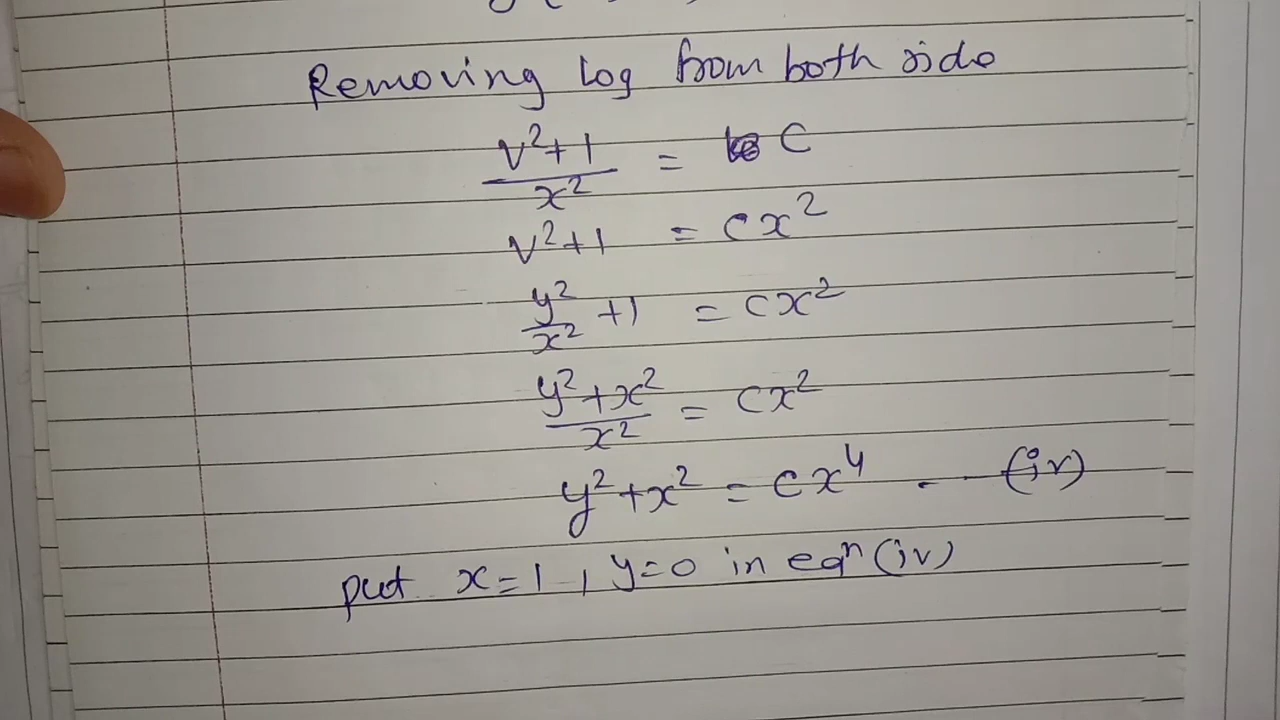 Removing log from both side
v²+1 / x² = C
v²+1 = cx²
y²/x² +1 = cx²
y²+x² / x² = cx²
y²+x² = cx⁴ . - - (iv)
put x=1 , y=0 in eqⁿ (iv)